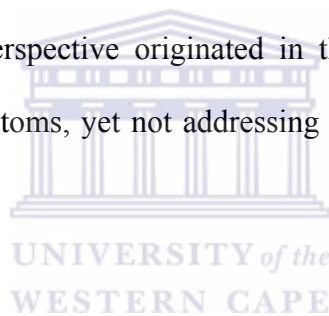 erspective originated in th
toms, yet not addressing
UNIVERSITY of the
WESTERN CAPE